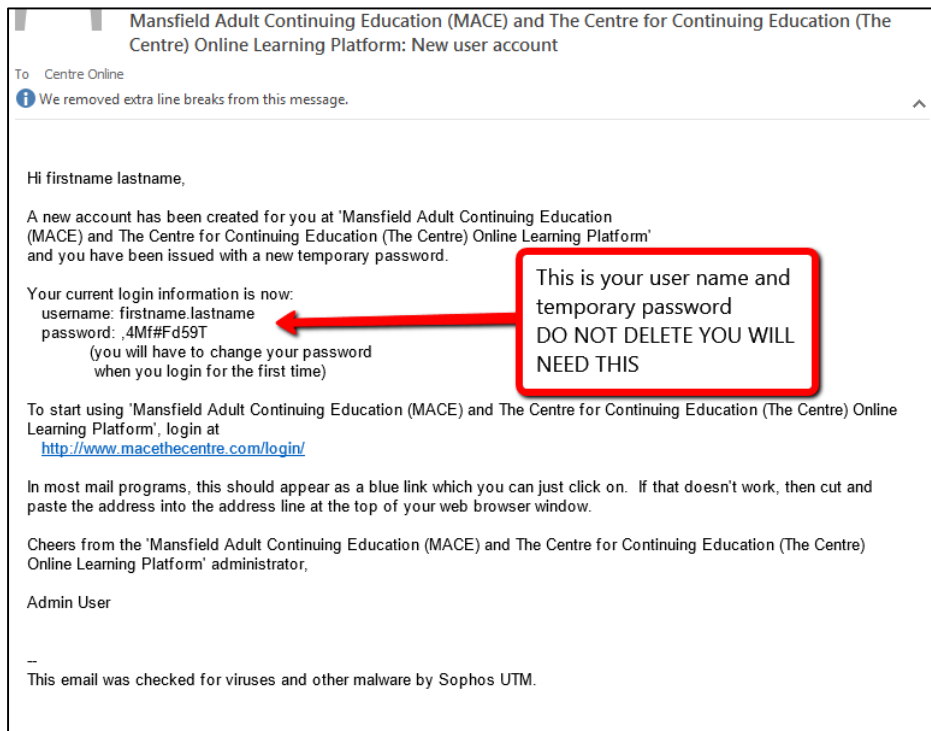 Mansfield Adult Continuing Education (MACE) and The Centre for Continuing Education (The
Centre) Online Learning Platform: New user account
To Centre Online
We removed extra line breaks from this message.
Hi firstname lastname,
A new account has been created for you at 'Mansfield Adult Continuing Education
(MACE) and The Centre for Continuing Education (The Centre) Online Learning Platform'
and you have been issued with a new temporary password.
Your current login information is now:
username: firstname.lastname
password: ,4Mf#Fd59T
(you will have to change your password
when you login for the first time)
This is your user name and
temporary password
DO NOT DELETE YOU WILL
NEED THIS
To start using 'Mansfield Adult Continuing Education (MACE) and The Centre for Continuing Education (The Centre) Online
Learning Platform', login at
http://www.macethecentre.com/login/
In most mail programs, this should appear as a blue link which you can just click on. If that doesn't work, then cut and
paste the address into the address line at the top of your web browser window.
Cheers from the 'Mansfield Adult Continuing Education (MACE) and The Centre for Continuing Education (The Centre)
Online Learning Platform' administrator,
Admin User
--
This email was checked for viruses and other malware by Sophos UTM.